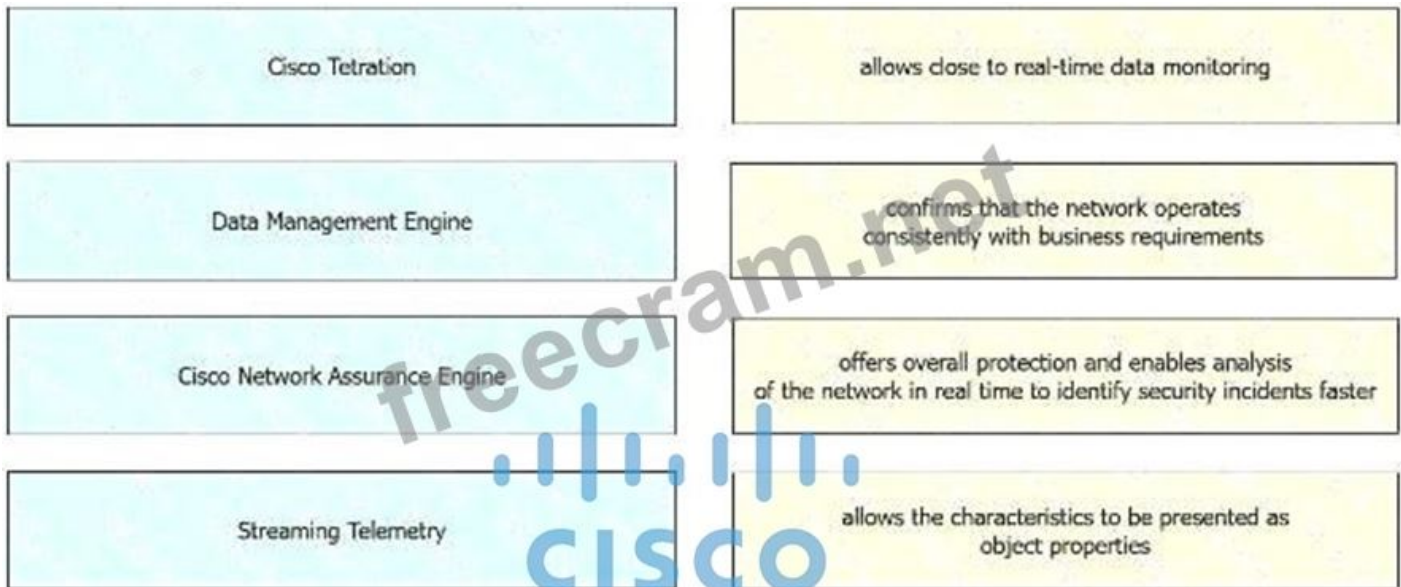 Cisco Tetration
allows close to real-time data monitoring
Data Management Engine
confirms that the network operates
consistently with business requirements
Cisco Network Assurance Engine
offers overall protection and enables analysis
of the network in real time to identify security incidents faster
Streaming Telemetry
allows the characteristics to be presented as
object properties
freecram.net
CISCO